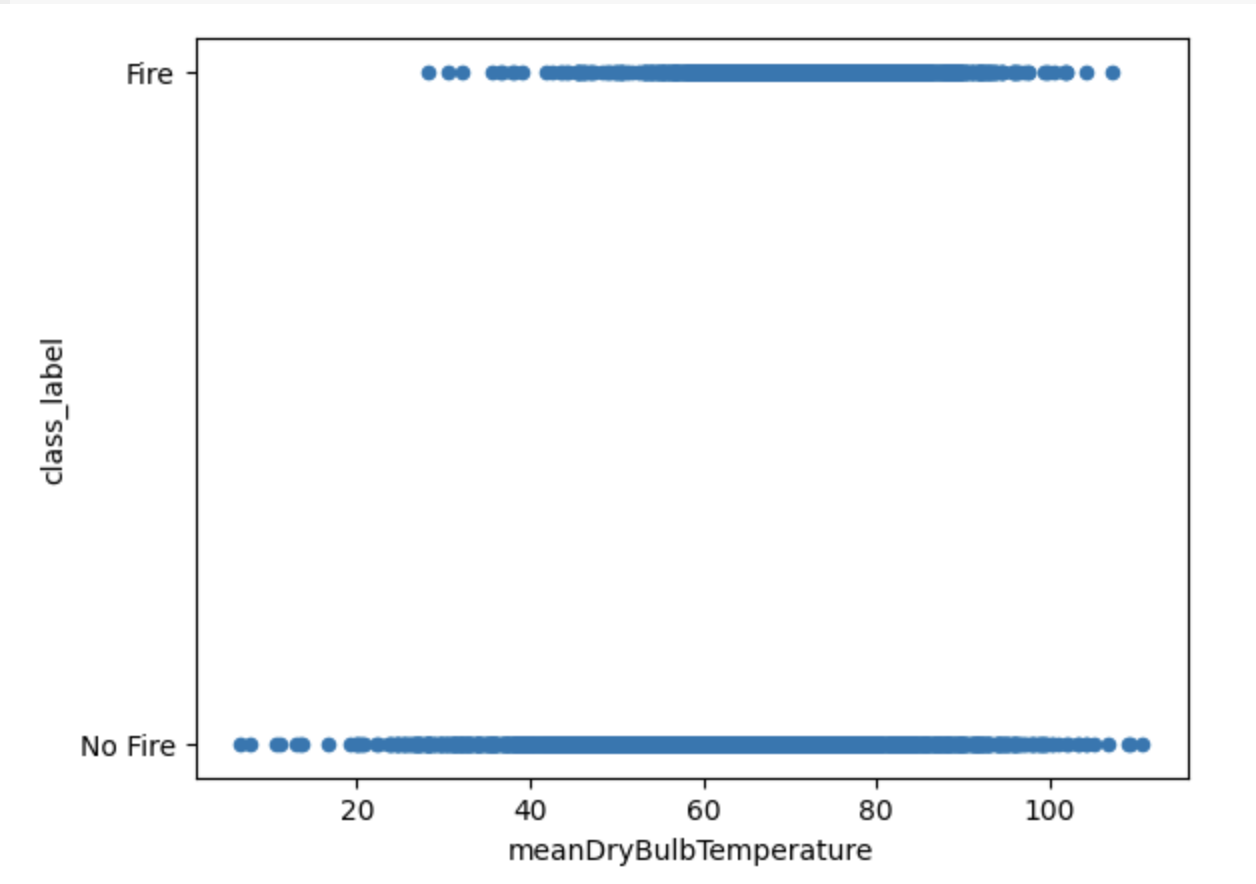 Fire
class_label
No Fire
20 40 60 80 100
meanDryBulbTemperature